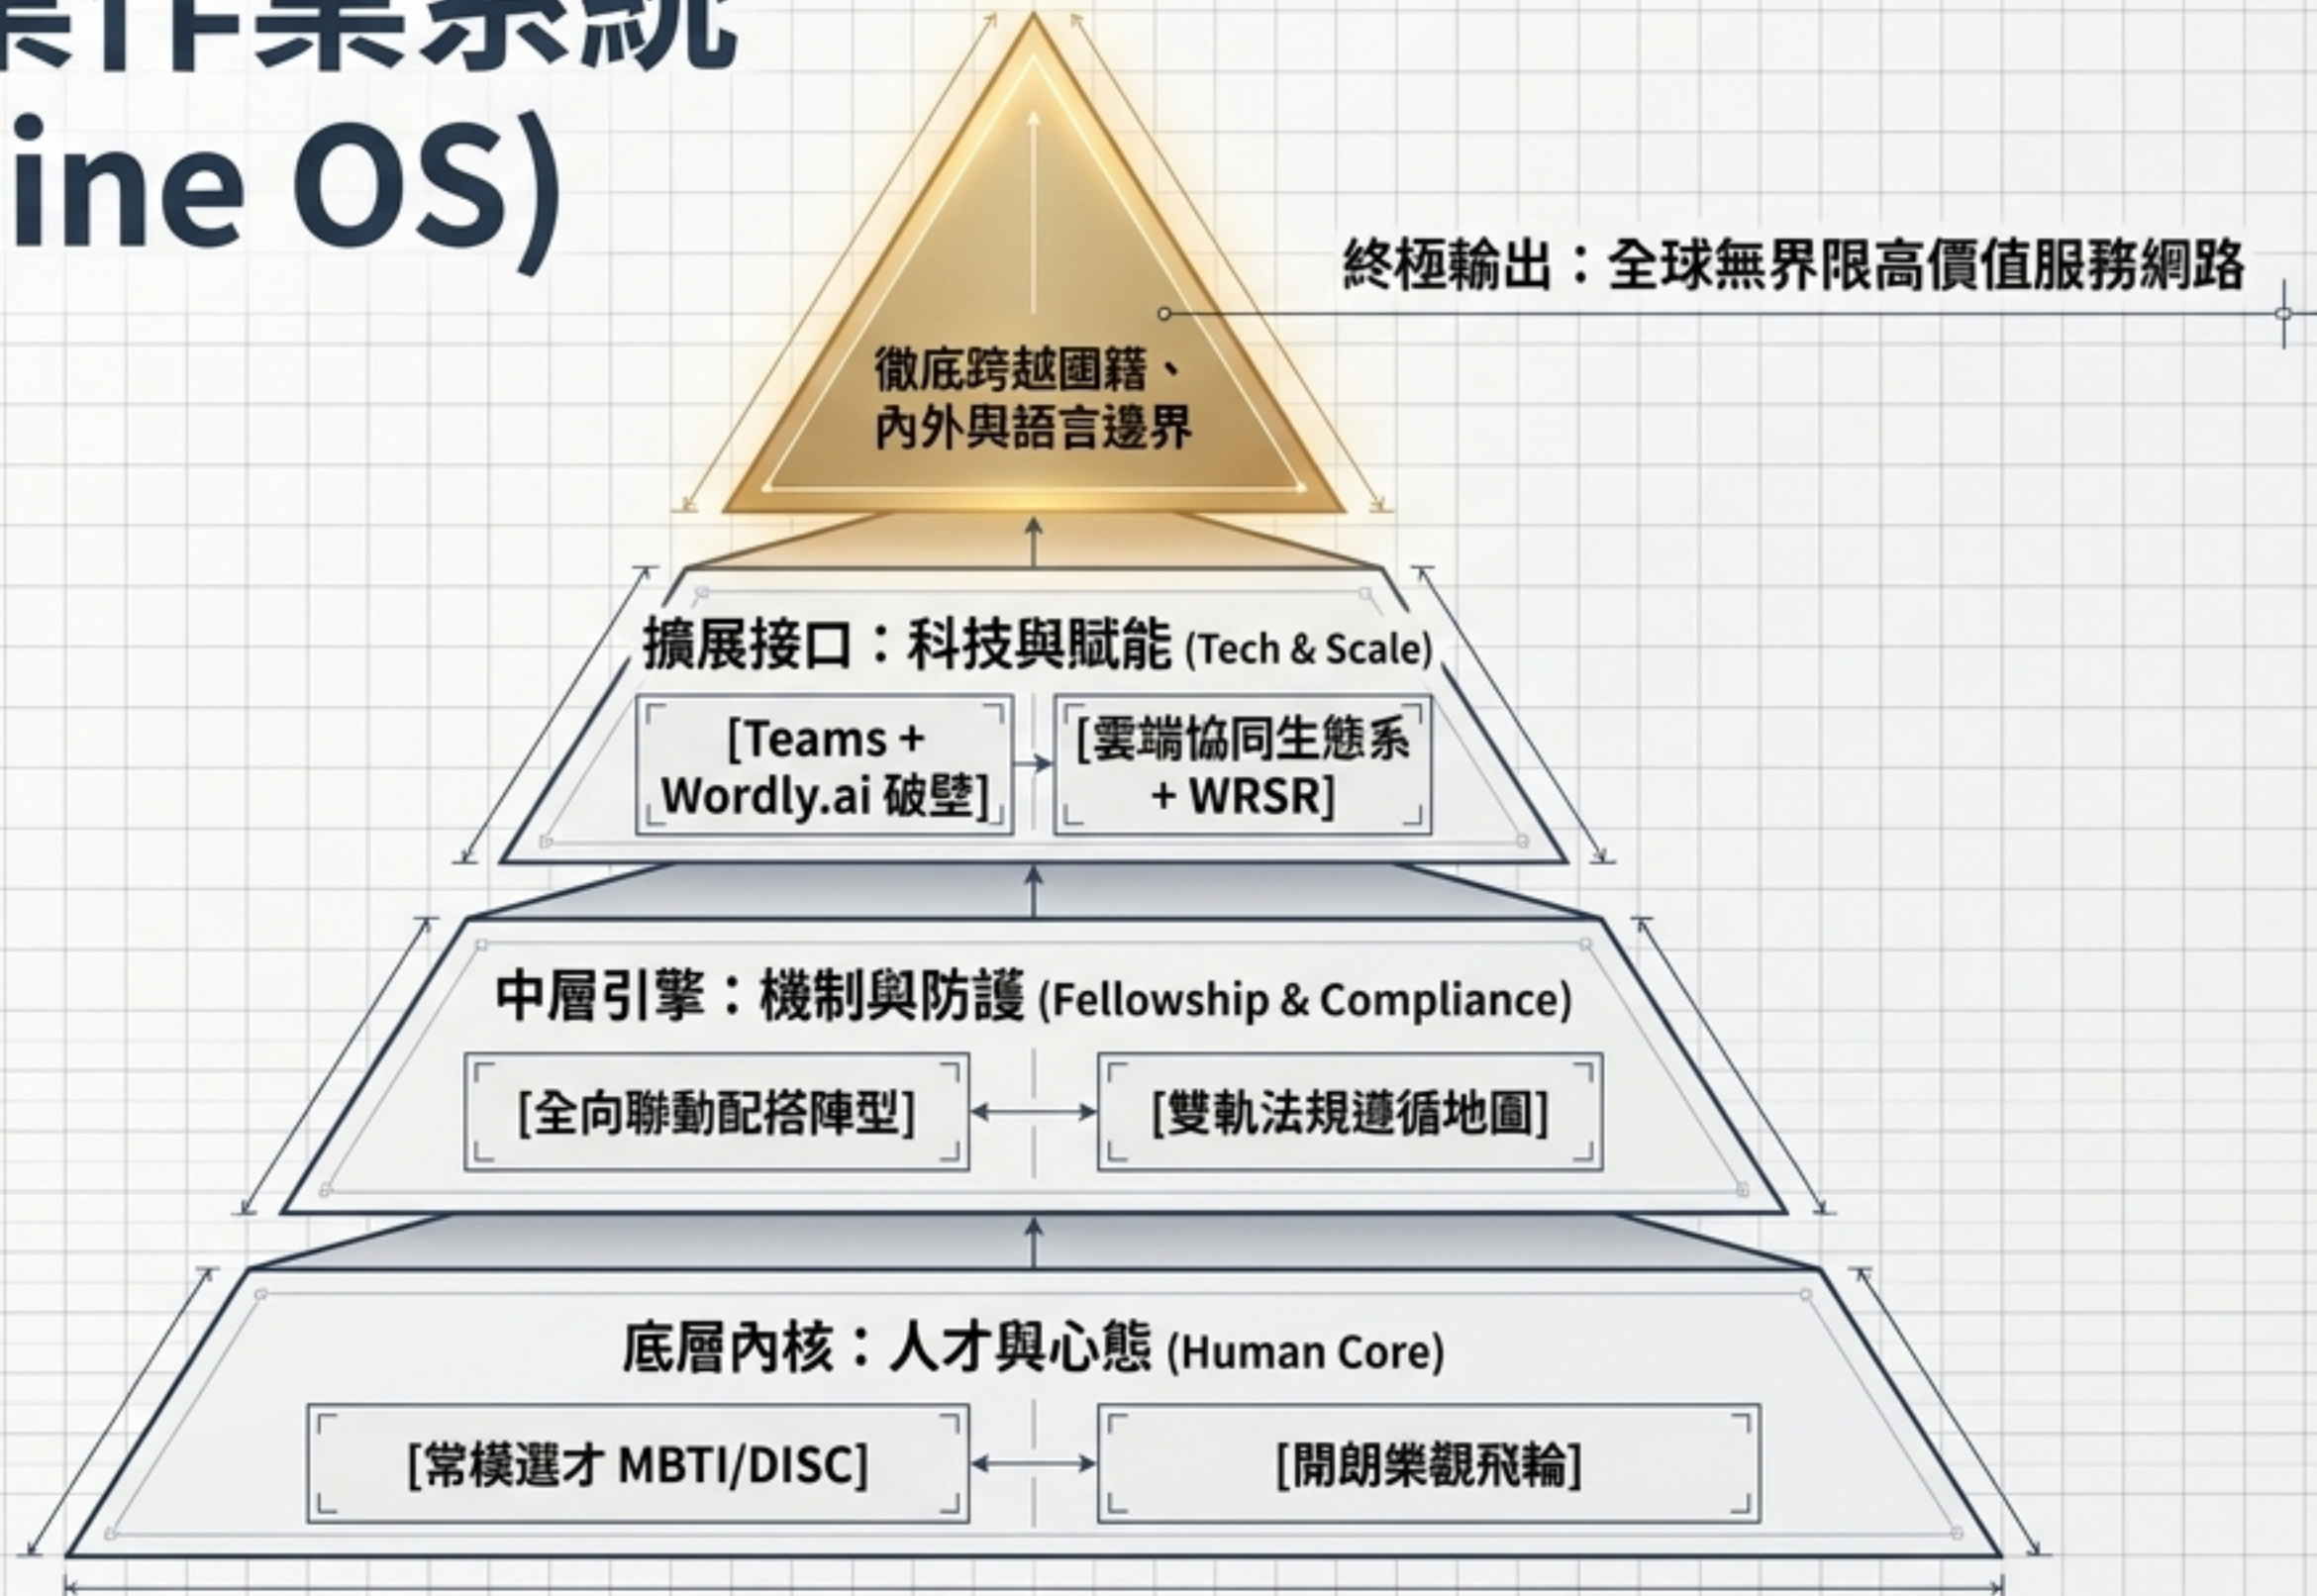 業作業系統
ine OS)
終極輸出：全球無界限高價值服務網路
徹底跨越國籍、
內外與語言邊界
擴展接口：科技與賦能 (Tech & Scale)
[Teams +
Wordly.ai 破壁]
[雲端協同生態系
+ WRSR]
中層引擎：機制與防護 (Fellowship & Compliance)
[全向聯動配搭陣型]
[雙軌法規遵循地圖]
底層內核：人才與心態 (Human Core)
[常模選才 MBTI/DISC]
[開朗樂觀飛輪]